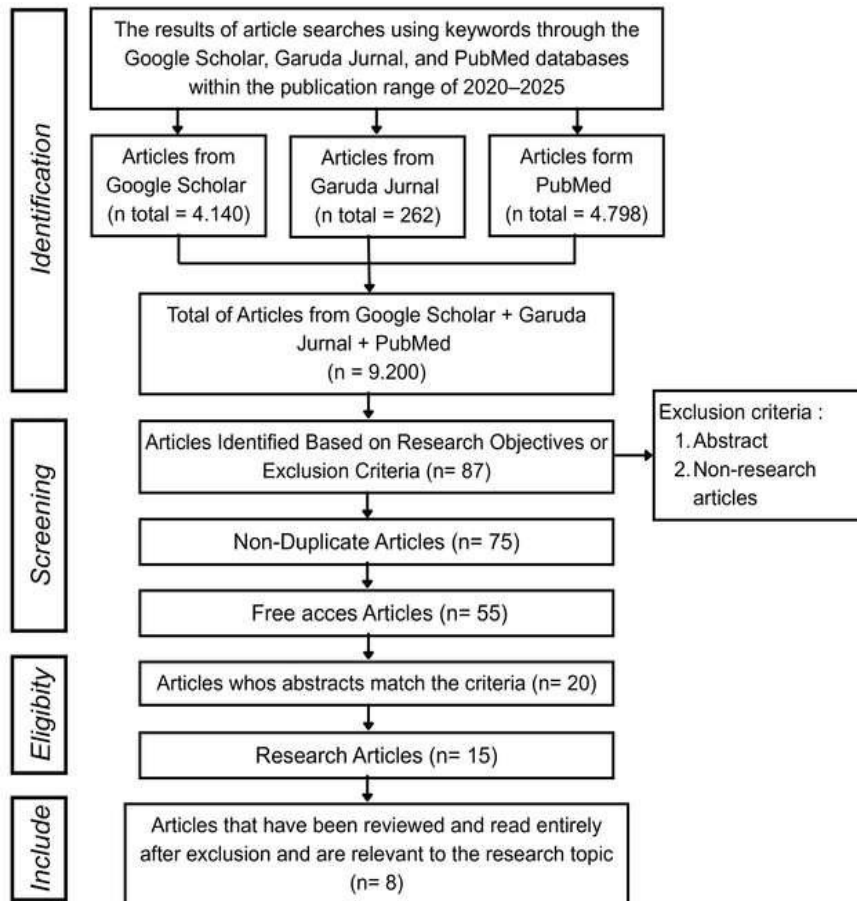 The results of article searches using keywords through the
Google Scholar, Garuda Jurnal, and PubMed databases
within the publication range of 2020–2025
Identification
Articles from
Google Scholar
(n total = 4.140)
Articles from
Garuda Jurnal
(n total = 262)
Articles form
PubMed
(n total = 4.798)
Total of Articles from Google Scholar + Garuda
Jurnal + PubMed
(n = 9.200)
Screening
Articles Identified Based on Research Objectives or
Exclusion Criteria (n= 87)
Exclusion criteria :
1. Abstract
2. Non-research
articles
Non-Duplicate Articles (n= 75)
Free acces Articles (n= 55)
Eligibity
Articles whos abstracts match the criteria (n= 20)
Research Articles (n= 15)
Include
Articles that have been reviewed and read entirely
after exclusion and are relevant to the research topic
(n= 8)